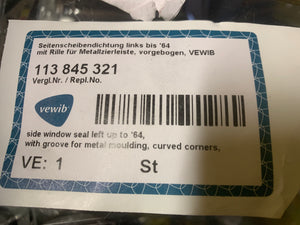 Seitenscheibendichtung links bis '64
mit Rille für Metallzierleiste, vorgebogen, VEWIB
113 845 321
Vergl.Nr. / Repl.No.
vewib
side window seal left up to '64,
with groove for metal moulding, curved corners,
VE: 1 St